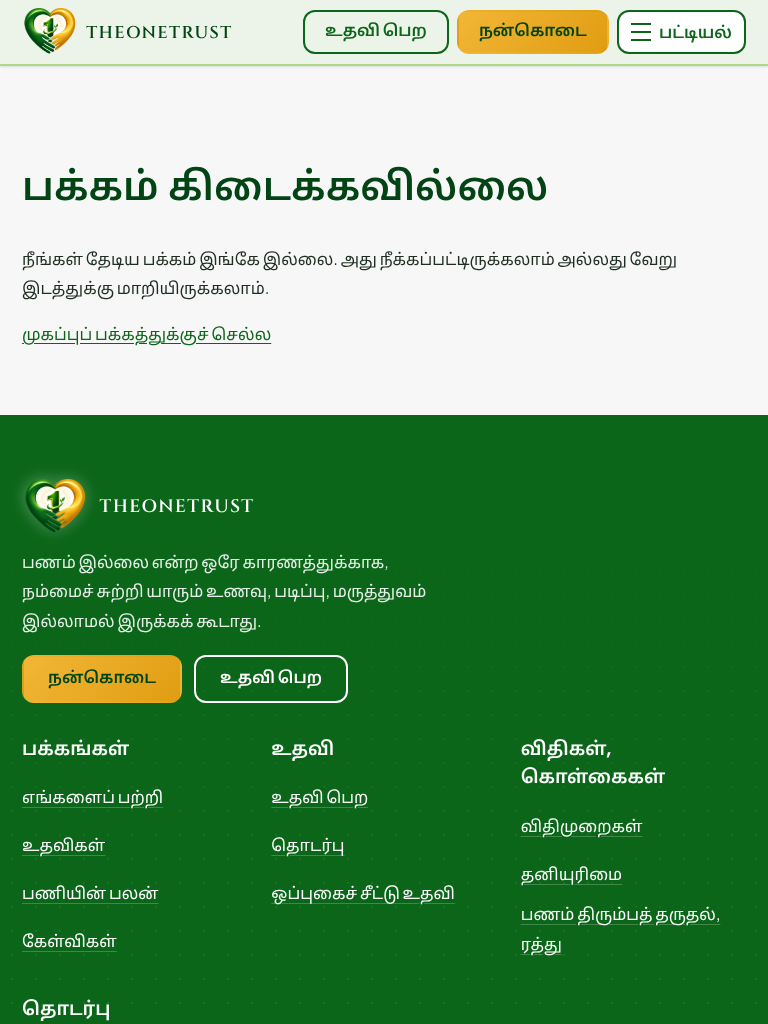 THEONETRUST
உதவி பெற
நன்கொடை
பட்டியல்
பக்கம் கிடைக்கவில்லை
நீங்கள் தேடிய பக்கம் இங்கே இல்லை. அது நீக்கப்பட்டிருக்கலாம் அல்லது வேறு
இடத்துக்கு மாறியிருக்கலாம்.
முகப்புப் பக்கத்துக்குச் செல்ல
1 THEONETRUST
பணம் இல்லை என்ற ஒரே காரணத்துக்காக,
நம்மைச் சுற்றி யாரும் உணவு, படிப்பு, மருத்துவம்
இல்லாமல் இருக்கக் கூடாது.
நன்கொடை
உதவி பெற
பக்கங்கள்
எங்களைப் பற்றி
உதவிகள்
பணியின் பலன்
கேள்விகள்
உதவி
உதவி பெற
தொடர்பு
ஒப்புகைச் சீட்டு உதவி
விதிகள்,
கொள்கைகள்
விதிமுறைகள்
தனியுரிமை
பணம் திரும்பத் தருதல்,
ரத்து
தொடர்பு